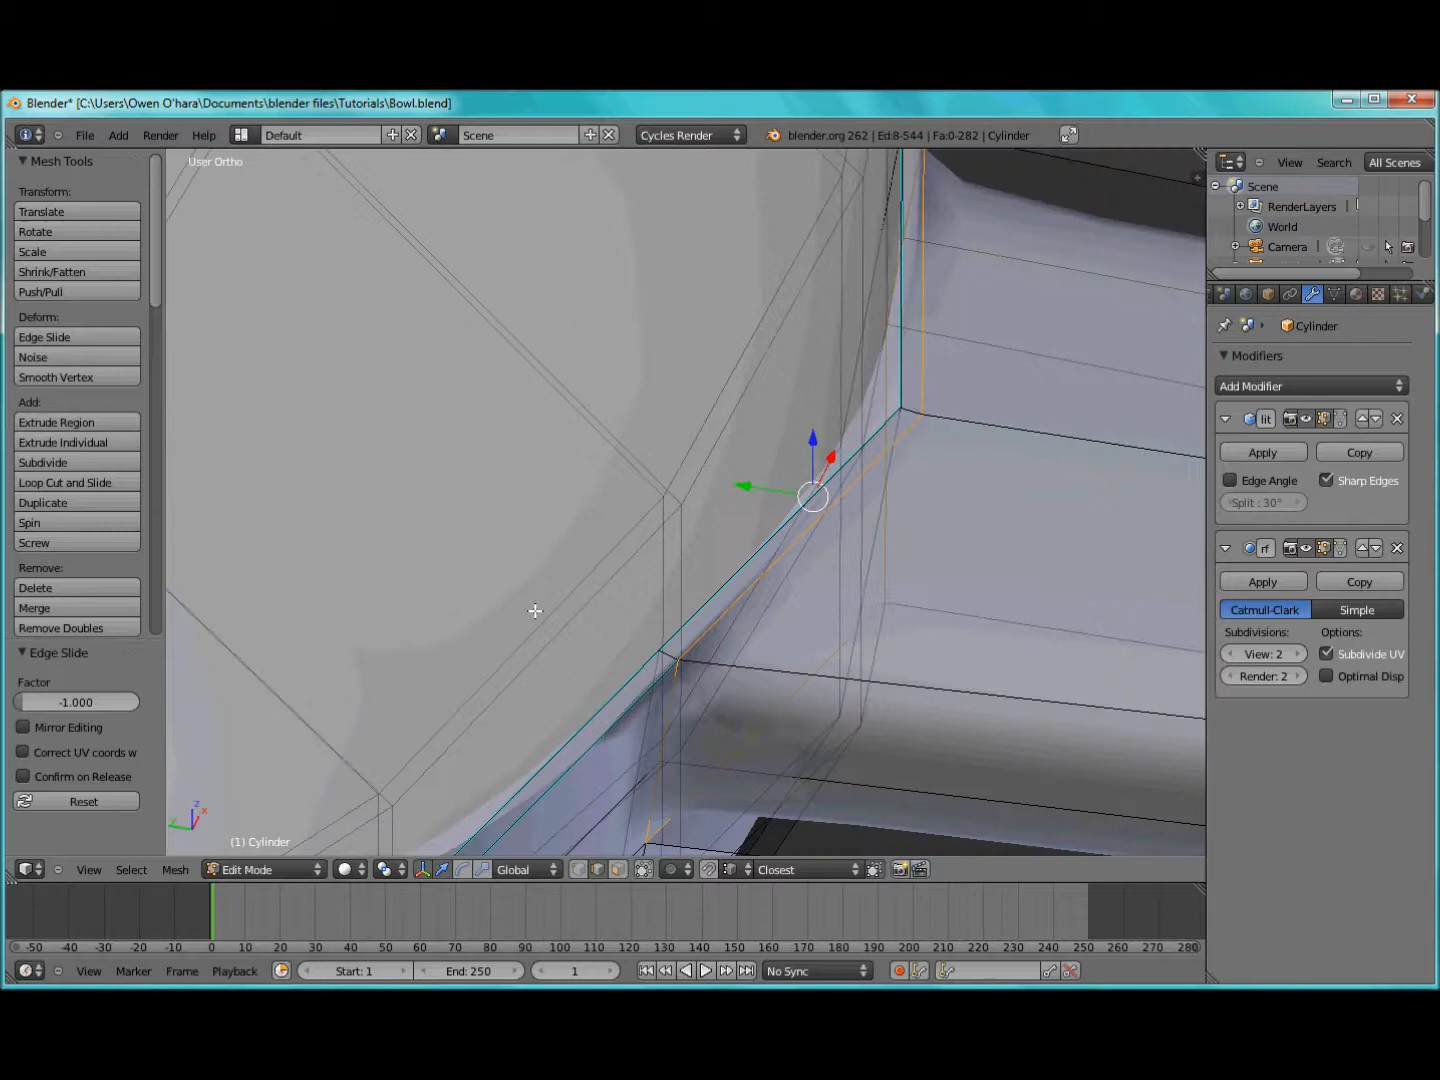 Blender* [C:\Users\Owen O'hara\Documents\blender files\Tutorials\Bowl.blend]
File Add Render Help Default Scene Cycles Render blender.org 262 | Ed:8-544 | Fa:0-282 | Cylinder
Mesh Tools
User Ortho
View Search All Scenes
Transform:
Translate
Rotate
Scale
Shrink/Fatten
Push/Pull
Deform:
Edge Slide
Noise
Smooth Vertex
Add:
Extrude Region
Extrude Individual
Subdivide
Loop Cut and Slide
Duplicate
Spin
Screw
Remove:
Delete
Merge
Remove Doubles
Edge Slide
Factor
-1.000
Mirror Editing
Correct UV coords w
Confirm on Release
Reset
z
x
y
(1) Cylinder
Scene
RenderLayers
World
Camera
Cylinder
Modifiers
Add Modifier
lit
Apply Copy
Edge Angle Sharp Edges
Split : 30°
rf
Apply Copy
Catmull-Clark Simple
Subdivisions: Options:
View: 2 Subdivide UV
Render: 2 Optimal Disp
View Select Mesh Edit Mode Global Closest
-50 -40 -30 -20 -10 0 10 20 30 40 50 60 70 80 90 100 110 120 130 140 150 160 170 180 190 200 210 220 230 240 250 260 270 280
View Marker Frame Playback Start: 1 End: 250 1 No Sync